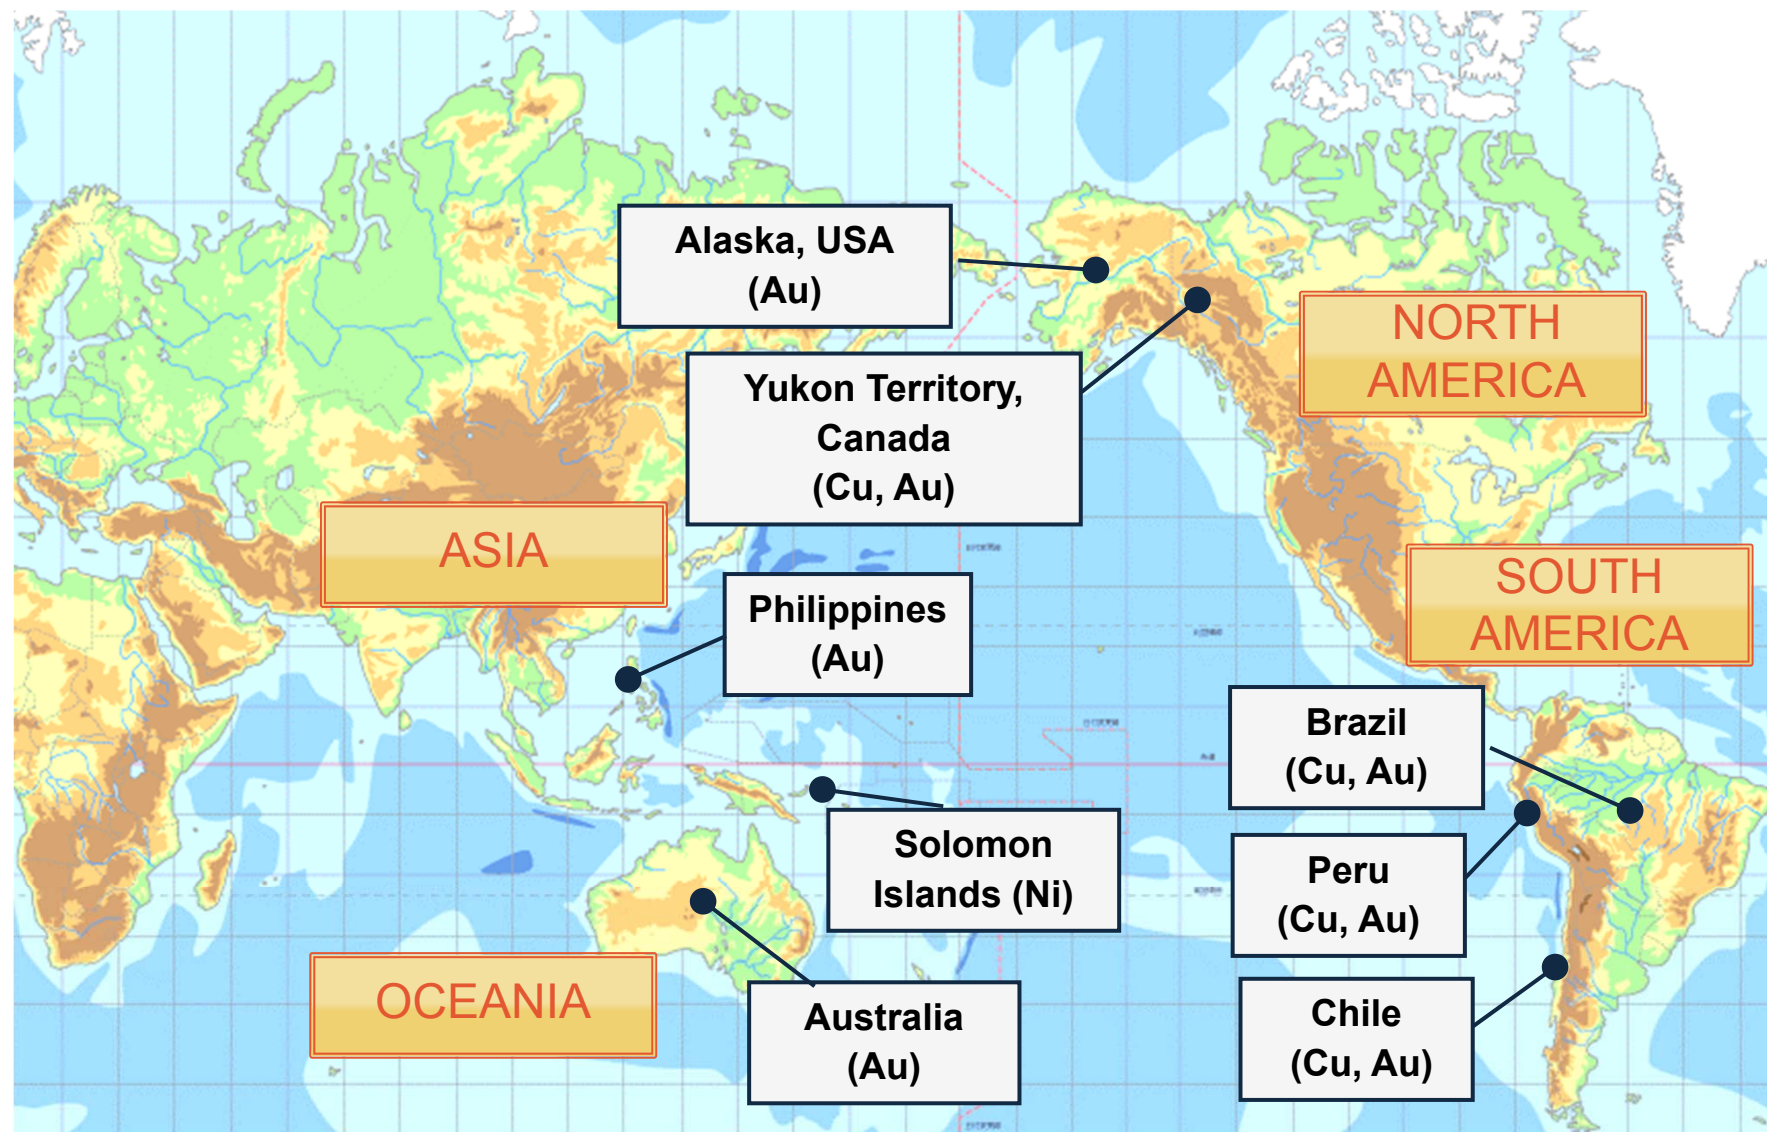 Alaska, USA
(Au)
NORTH
AMERICA
Yukon Territory,
Canada
(Cu, Au)
ASIA
SOUTH
AMERICA
Philippines
(Au)
Brazil
(Cu, Au)
Solomon
Islands (Ni)
Peru
(Cu, Au)
OCEANIA
Australia
(Au)
Chile
(Cu, Au)